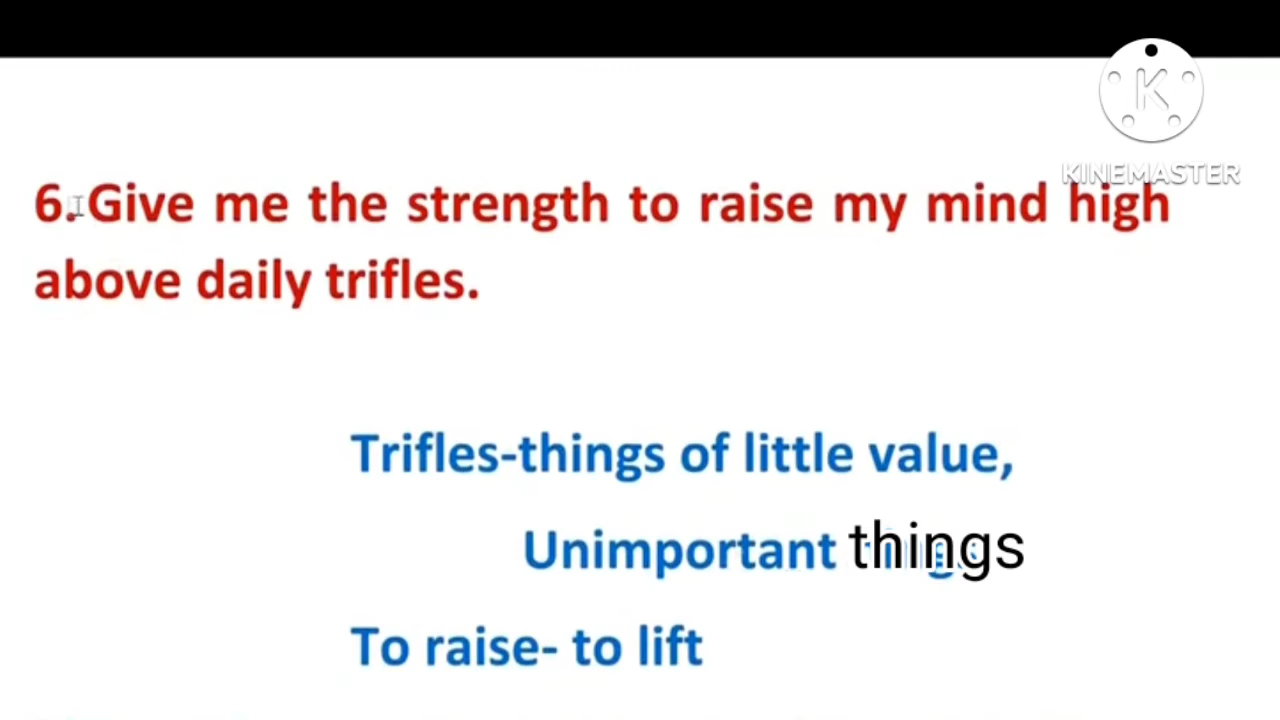 K
KINEMASTER
6. Give me the strength to raise my mind high
above daily trifles.
Trifles-things of little value,
Unimportant things
To raise- to lift